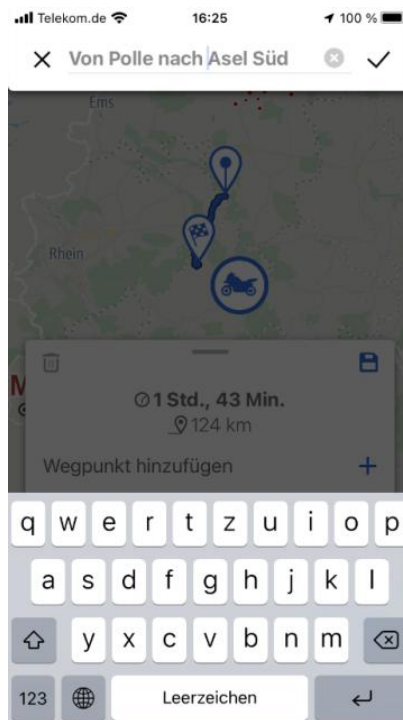 Telekom.de 16:25 100 %
Von Polle nach Asel Süd
Ems
Rhein
M
1 Std., 43 Min.
124 km
Wegpunkt hinzufügen
q w e r t z u i o p
a s d f g h j k l
y x c v b n m
123 Leerzeichen